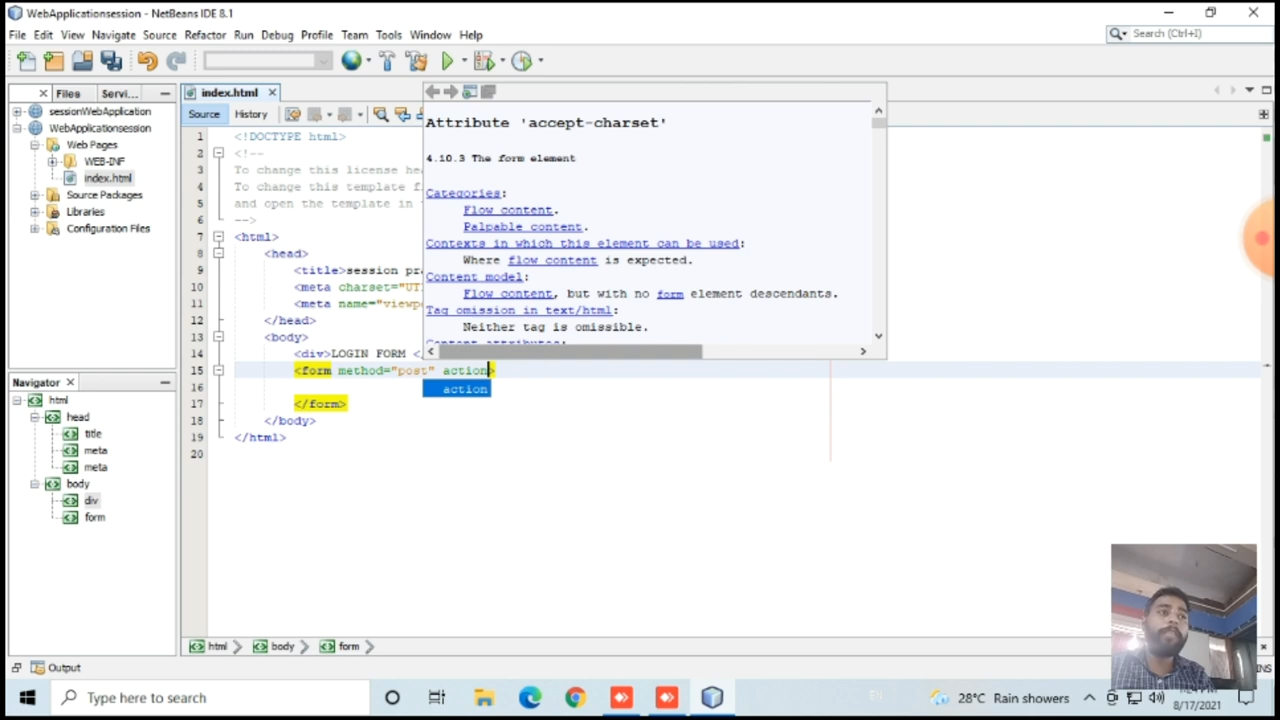 WebApplicationsession - NetBeans IDE 8.1
File Edit View Navigate Source Refactor Run Debug Profile Team Tools Window Help
Search (Ctrl+I)
Files Servi...
index.html
sessionWebApplication
WebApplicationsession
Web Pages
WEB-INF
index.html
Source Packages
Libraries
Configuration Files
Source History
1 <!DOCTYPE html>
2 <!--
3 To change this license hea
4 To change this template f
5 and open the template in
6 -->
7 <html>
8 <head>
9 <title>session pr
10 <meta charset="UT
11 <meta name="viewp
12 </head>
13 <body>
14 <div>LOGIN FORM <
15 <form method="post" action>
16
17 </form>
18 </body>
19 </html>
20
action
Attribute 'accept-charset'
4.10.3 The form element
Categories:
Flow content.
Palpable content.
Contexts in which this element can be used:
Where flow content is expected.
Content model:
Flow content, but with no form element descendants.
Tag omission in text/html:
Neither tag is omissible.
Content attributes:
Navigator
html
head
title
meta
meta
body
div
form
html body form
Output
INS
Type here to search
28°C Rain showers
8/17/2021